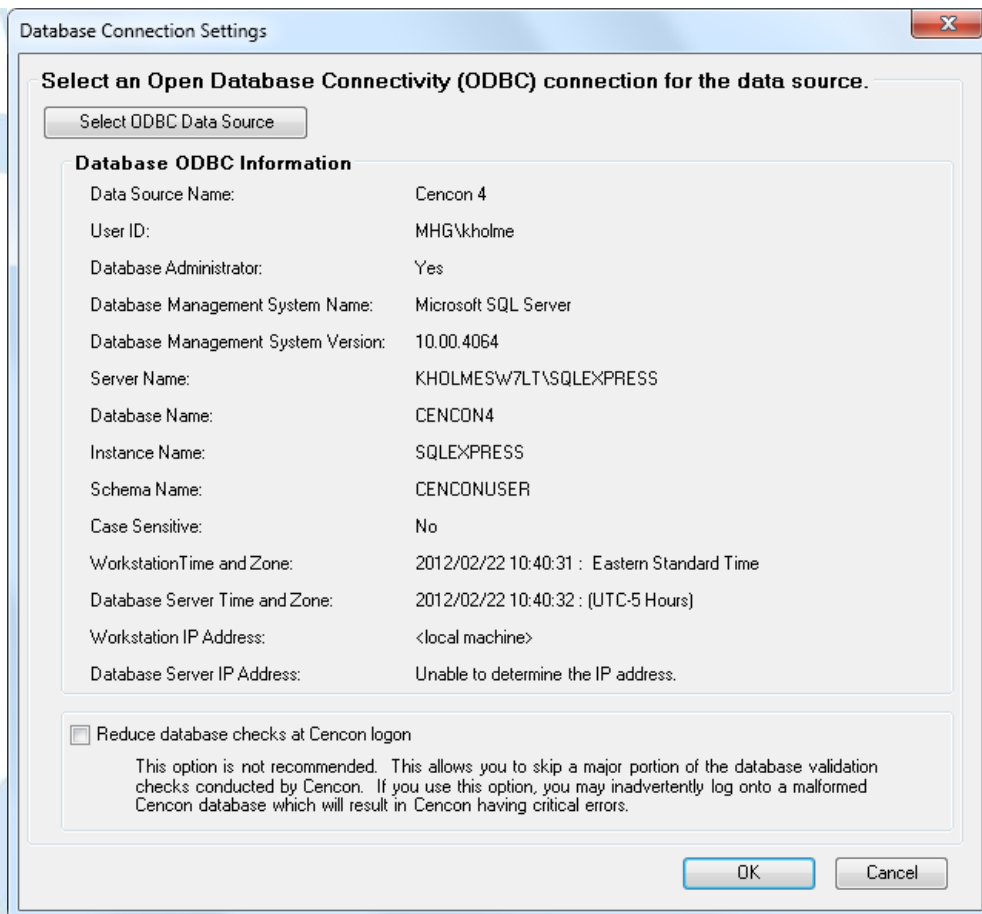 Database Connection Settings
Select an Open Database Connectivity (ODBC) connection for the data source.
Select ODBC Data Source
Database ODBC Information
Data Source Name: Cencon 4
User ID: MHG\kholme
Database Administrator: Yes
Database Management System Name: Microsoft SQL Server
Database Management System Version: 10.00.4064
Server Name: KHOLMESW7LT\SQLEXPRESS
Database Name: CENCON4
Instance Name: SQLEXPRESS
Schema Name: CENCONUSER
Case Sensitive: No
WorkstationTime and Zone: 2012/02/22 10:40:31 : Eastern Standard Time
Database Server Time and Zone: 2012/02/22 10:40:32 : (UTC-5 Hours)
Workstation IP Address: <local machine>
Database Server IP Address: Unable to determine the IP address.
Reduce database checks at Cencon logon
This option is not recommended. This allows you to skip a major portion of the database validation
checks conducted by Cencon. If you use this option, you may inadvertently log onto a malformed
Cencon database which will result in Cencon having critical errors.
OK Cancel